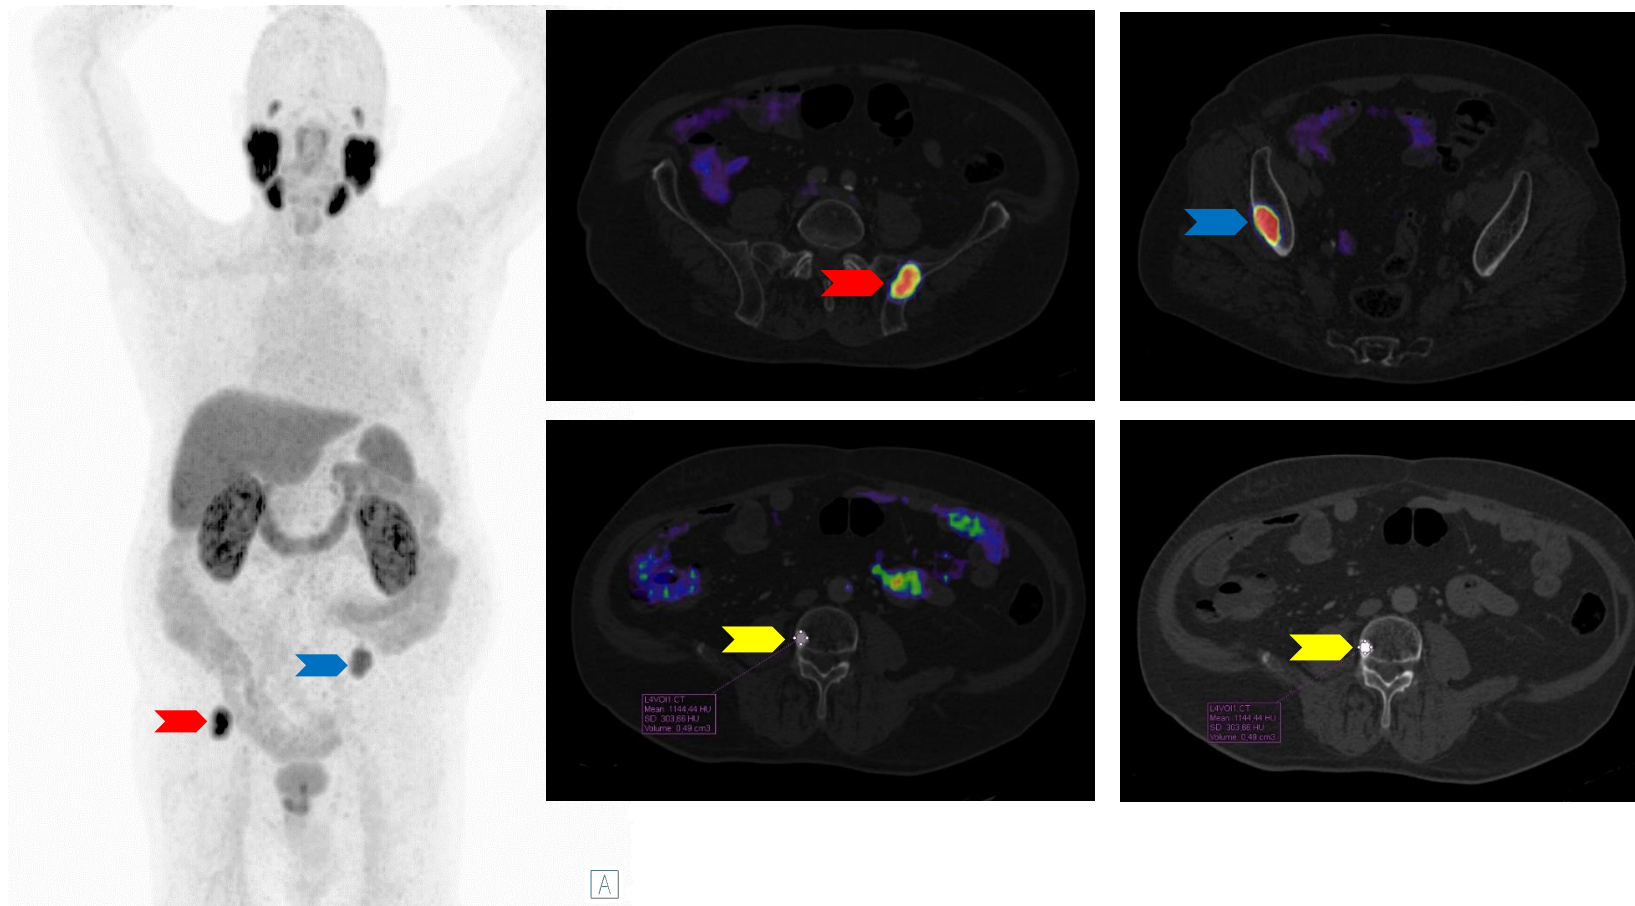 L4VOI1 CT
Mean: 1144,44 HU
SD: 303,66 HU
Volume: 0,49 cm3
L4VOI1 CT
Mean: 1144,44 HU
SD: 303,66 HU
Volume: 0,49 cm3
A